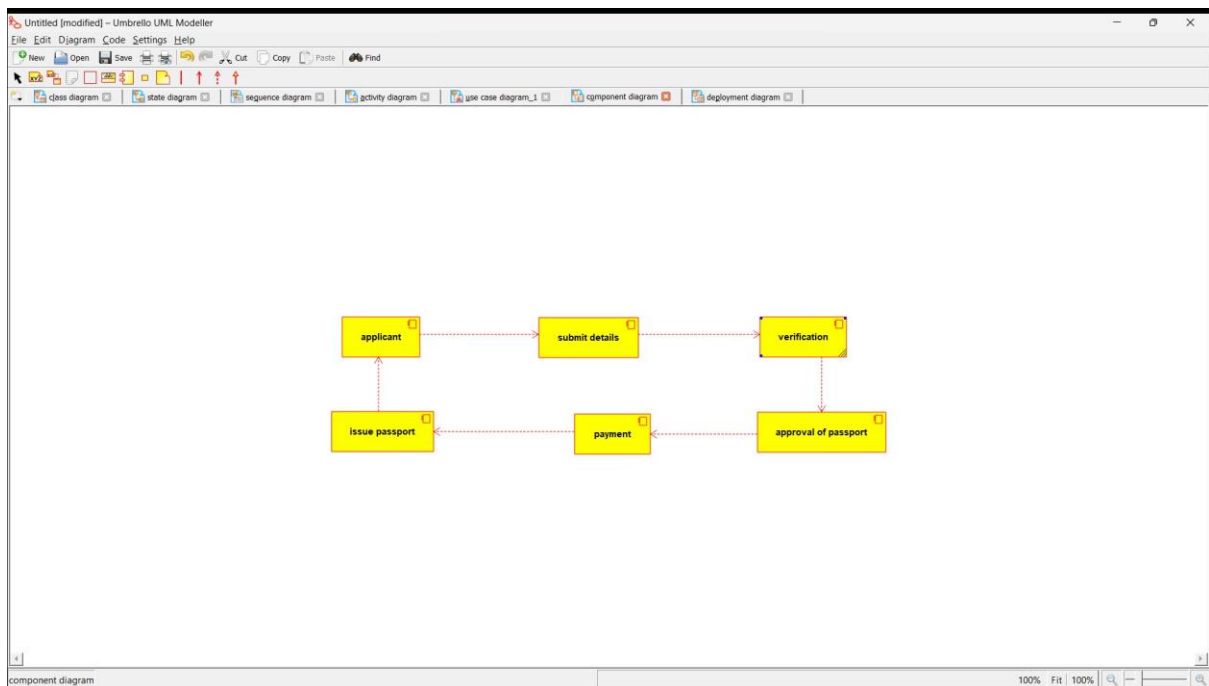 Untitled [modified] – Umbrello UML Modeller
File Edit Diagram Code Settings Help
New Open Save Cut Copy Paste Find
class diagram state diagram sequence diagram activity diagram use case diagram_1 component diagram deployment diagram
applicant submit details verification
issue passport payment approval of passport
component diagram 100% Fit 100%